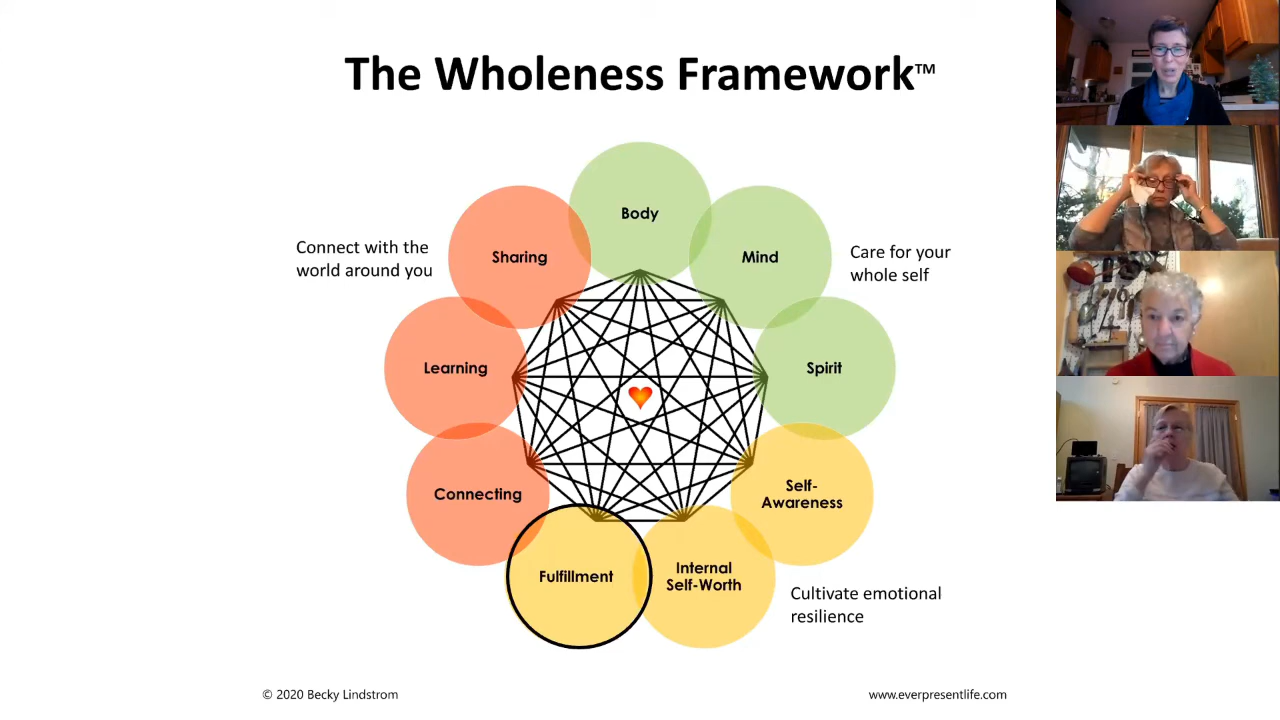 The Wholeness Framework™
Body
Sharing
Mind
Connect with the
world around you
Care for your
whole self
Learning
Spirit
Connecting
Self-
Awareness
Fulfillment
Internal
Self-Worth
Cultivate emotional
resilience
© 2020 Becky Lindstrom
www.everpresentlife.com